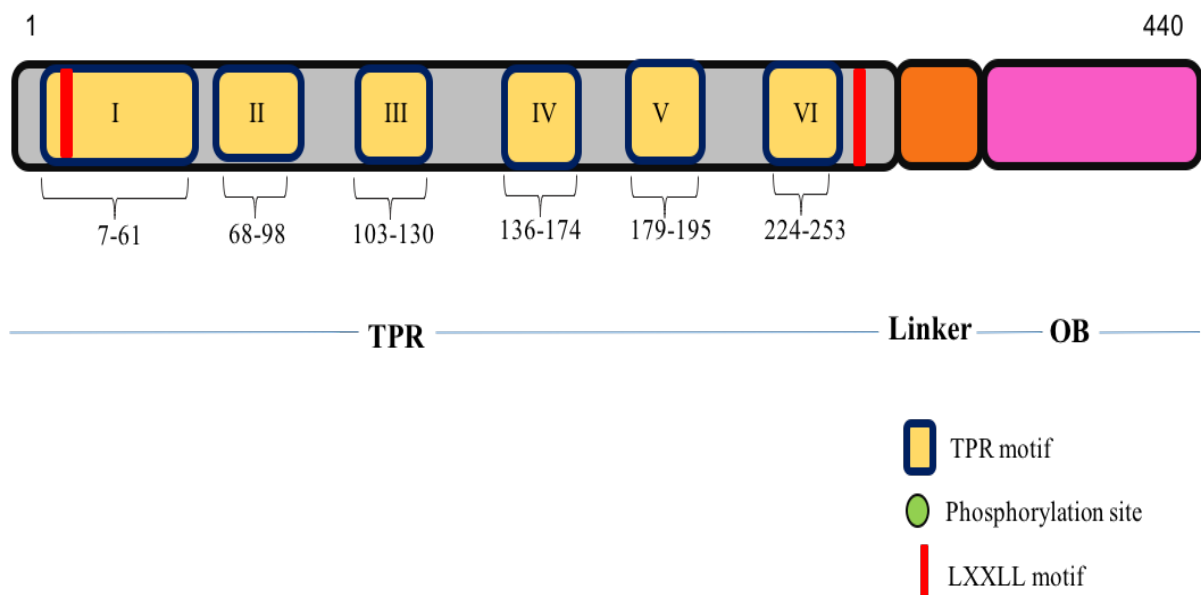 1 440
I II III IV V VI
7-61 68-98 103-130 136-174 179-195 224-253
TPR Linker OB
TPR motif
Phosphorylation site
LXXLL motif